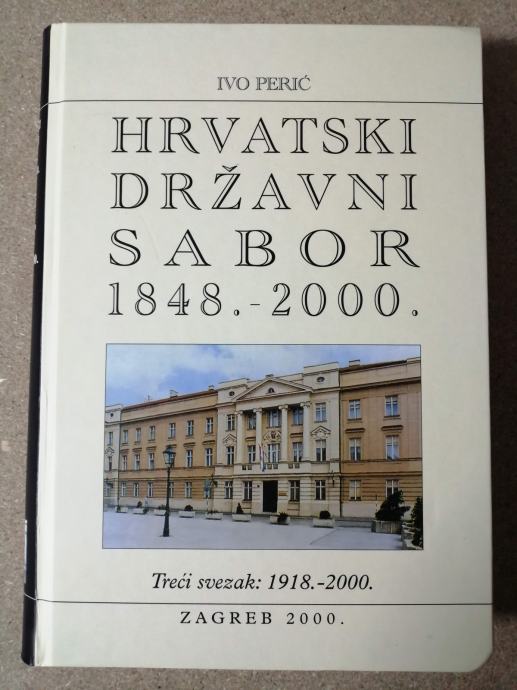 IVO PERIĆ
HRVATSKI
DRŽAVNI
SABOR
1848.-2000.
Treći svezak: 1918.-2000.
ZAGREB 2000.